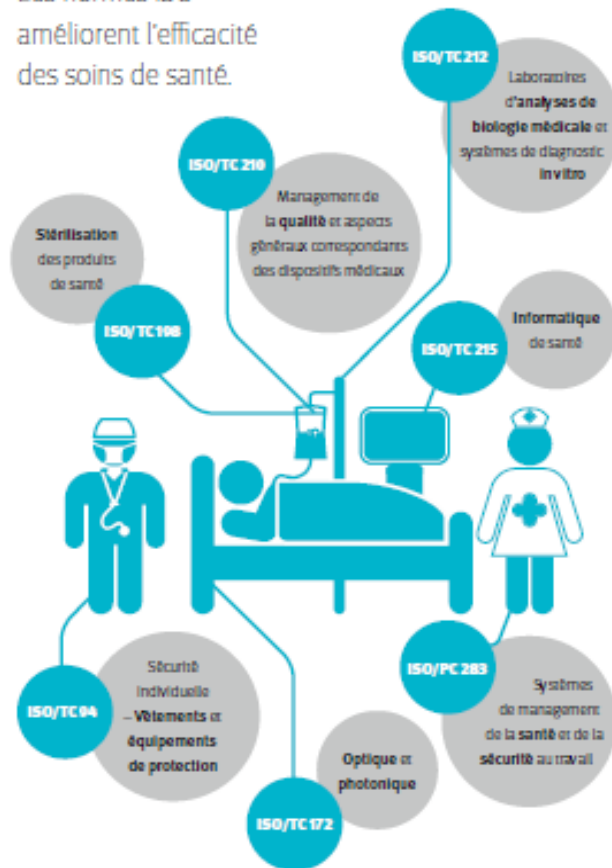 améliorent l'efficacité
des soins de santé.
ISO/TC 212
Laboratoires
d'analyses de
biologie médicale et
systèmes de diagnostic
in vitro
ISO/TC 210
Management de
la qualité et aspects
généraux correspondants
des dispositifs médicaux
Stérilisation
des produits
de santé
ISO/TC 198
Informatique
de santé
ISO/TC 215
ISO/TC 94
Sécurité
individuelle
– Vêtements et
équipements
de protection
ISO/PC 283
Systèmes
de management
de la santé et de la
sécurité au travail
Optique et
photonique
ISO/TC 172